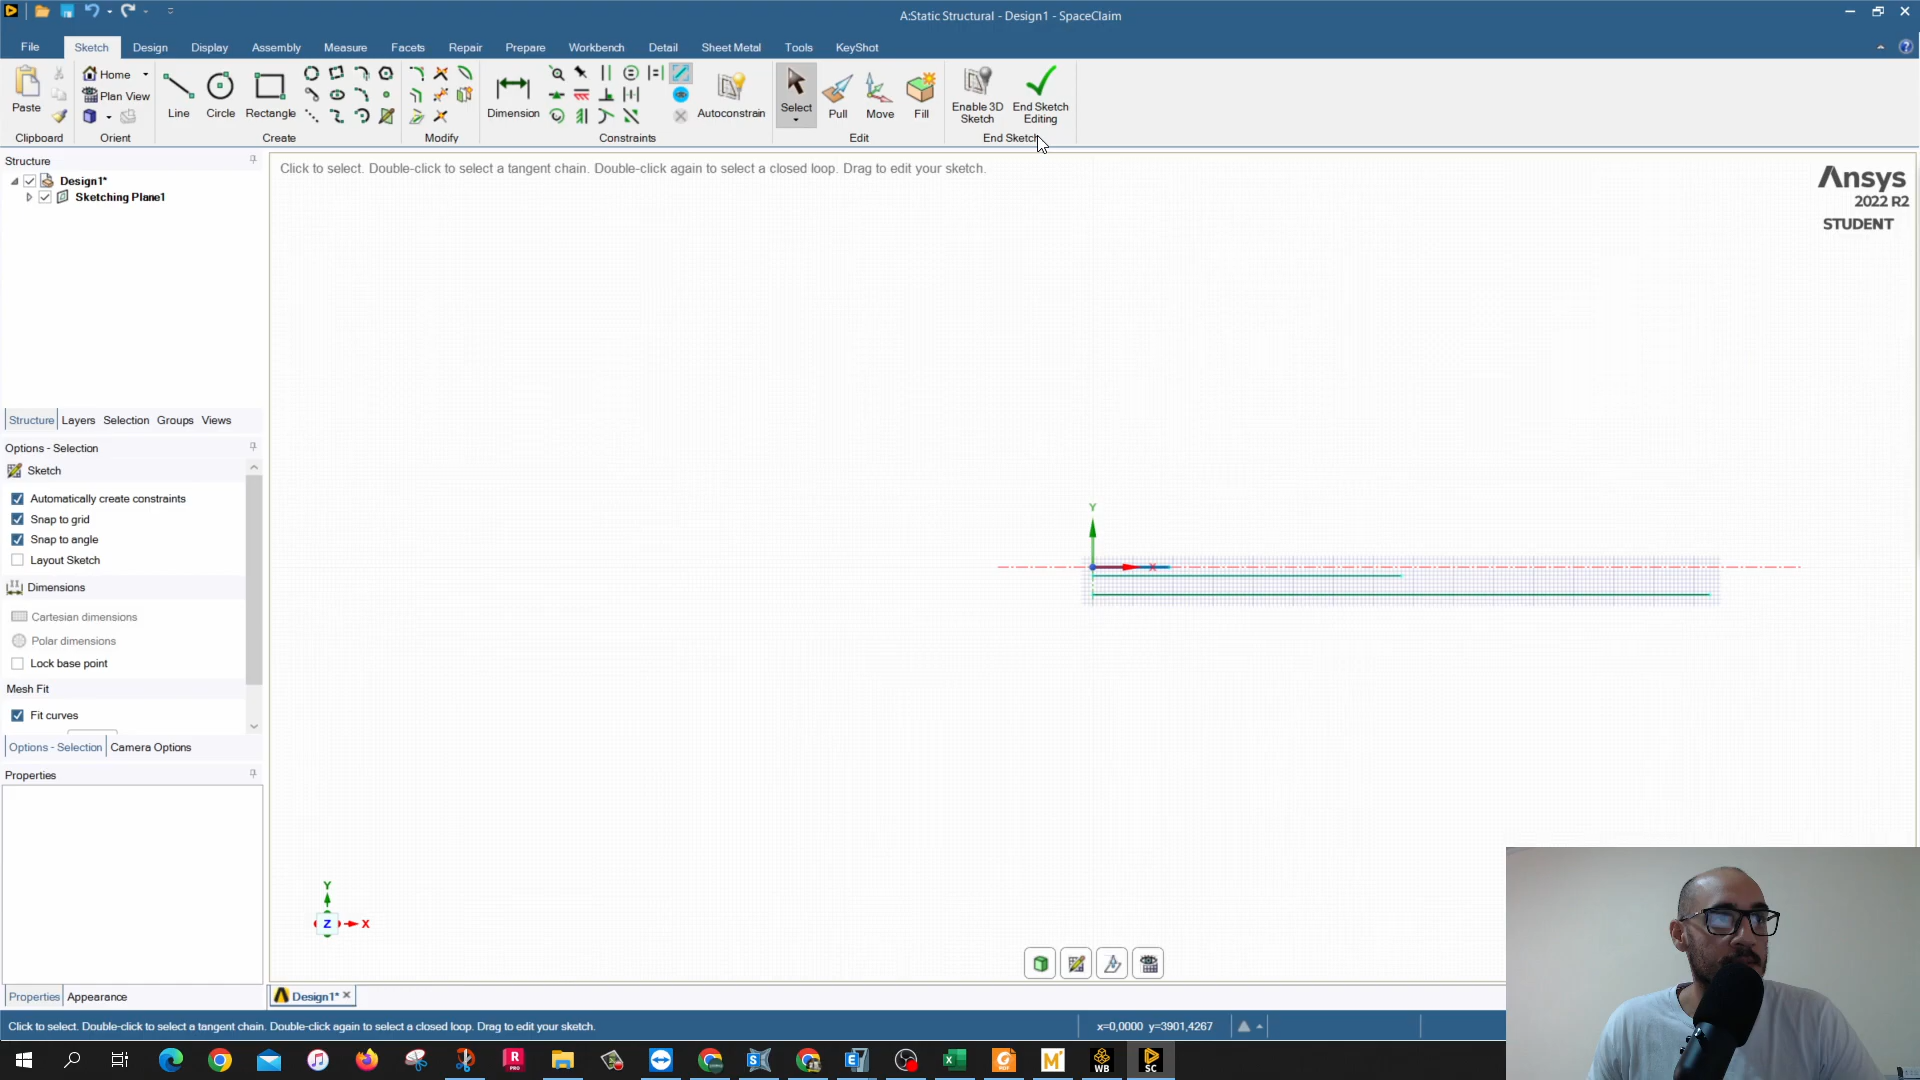 A:Static Structural - Design1 - SpaceClaim
File Sketch Design Display Assembly Measure Facets Repair Prepare Workbench Detail Sheet Metal Tools KeyShot
Paste
Home
Plan View
Line Circle Rectangle
Dimension
Autoconstrain
Select Pull Move Fill
Enable 3D Sketch
End Sketch Editing
Clipboard Orient Create Modify Constraints Edit End Sketch
Structure
Design1*
Sketching Plane1
Structure Layers Selection Groups Views
Options - Selection
Sketch
Automatically create constraints
Snap to grid
Snap to angle
Layout Sketch
Dimensions
Cartesian dimensions
Polar dimensions
Lock base point
Mesh Fit
Fit curves
Options - Selection Camera Options
Properties
Properties Appearance
Click to select. Double-click to select a tangent chain. Double-click again to select a closed loop. Drag to edit your sketch.
Ansys
2022 R2
STUDENT
Y
X
Y
Z X
Design1*
Click to select. Double-click to select a tangent chain. Double-click again to select a closed loop. Drag to edit your sketch.
x=0,0000 y=3901,4267
R
PRO
S
E
X
PDF
M
WB
SC